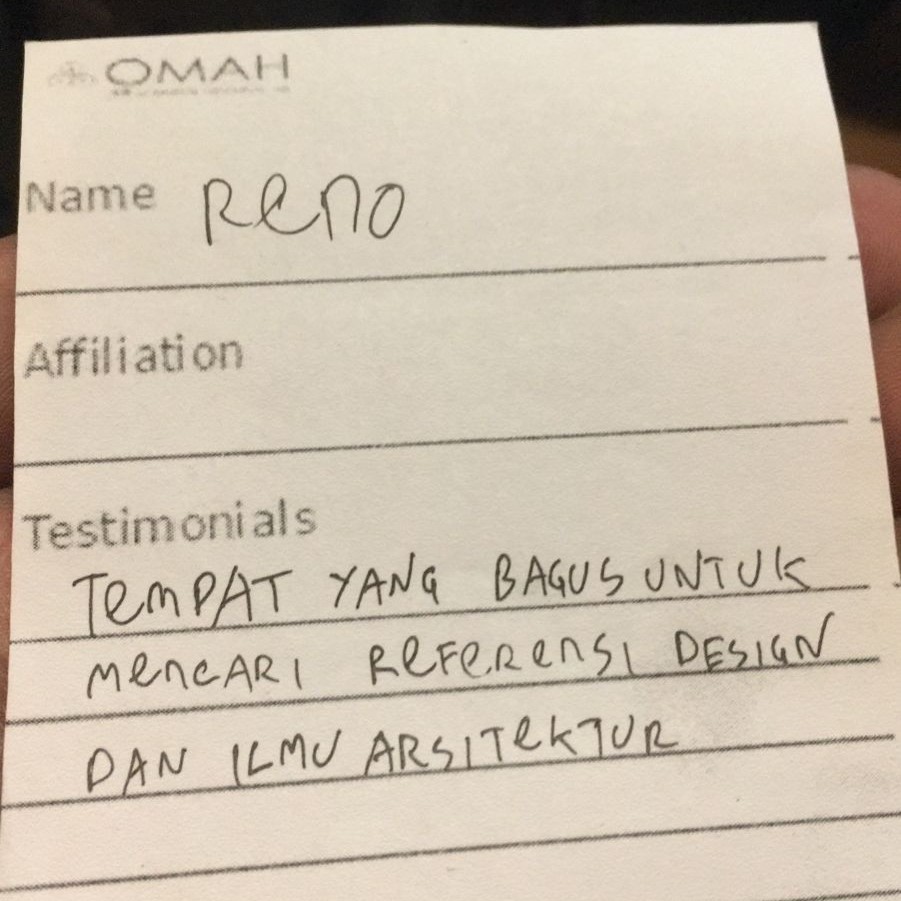 OMAH
Name Reno
Affiliation
Testimonials
TemPAT YANG BAGUS UNTUK
MenCARI ReFeRenSI DESIGN
DAN ILMU ARSITeKTUR